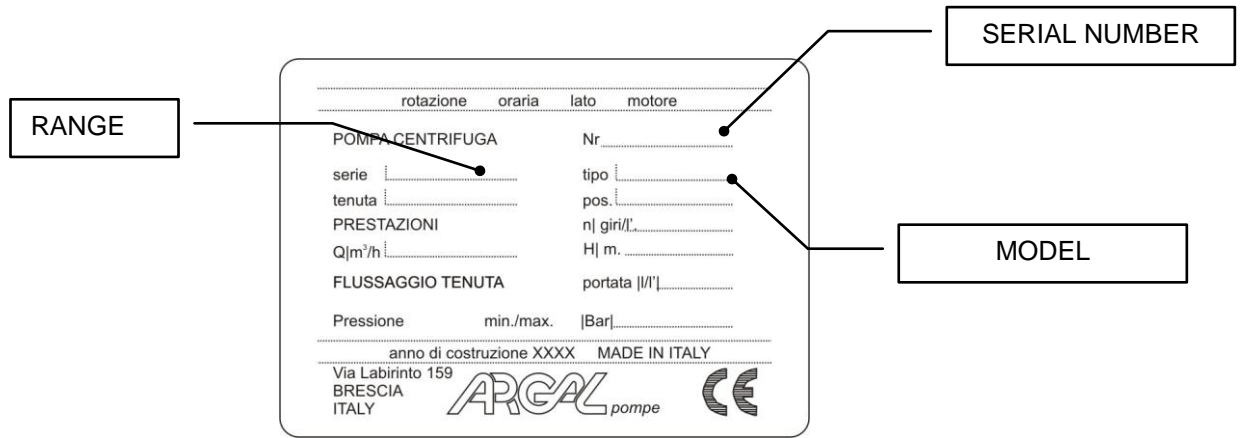 SERIAL NUMBER
RANGE
MODEL
rotazione oraria lato motore
POMPA CENTRIFUGA Nr
serie tipo
tenuta pos.
PRESTAZIONI n| giri/l'.
Q|m³/h H| m.
FLUSSAGGIO TENUTA portata |l/l'|
Pressione min./max. |Bar|
anno di costruzione XXXX MADE IN ITALY
Via Labirinto 159
BRESCIA
ITALY
ARGAL pompe
CE